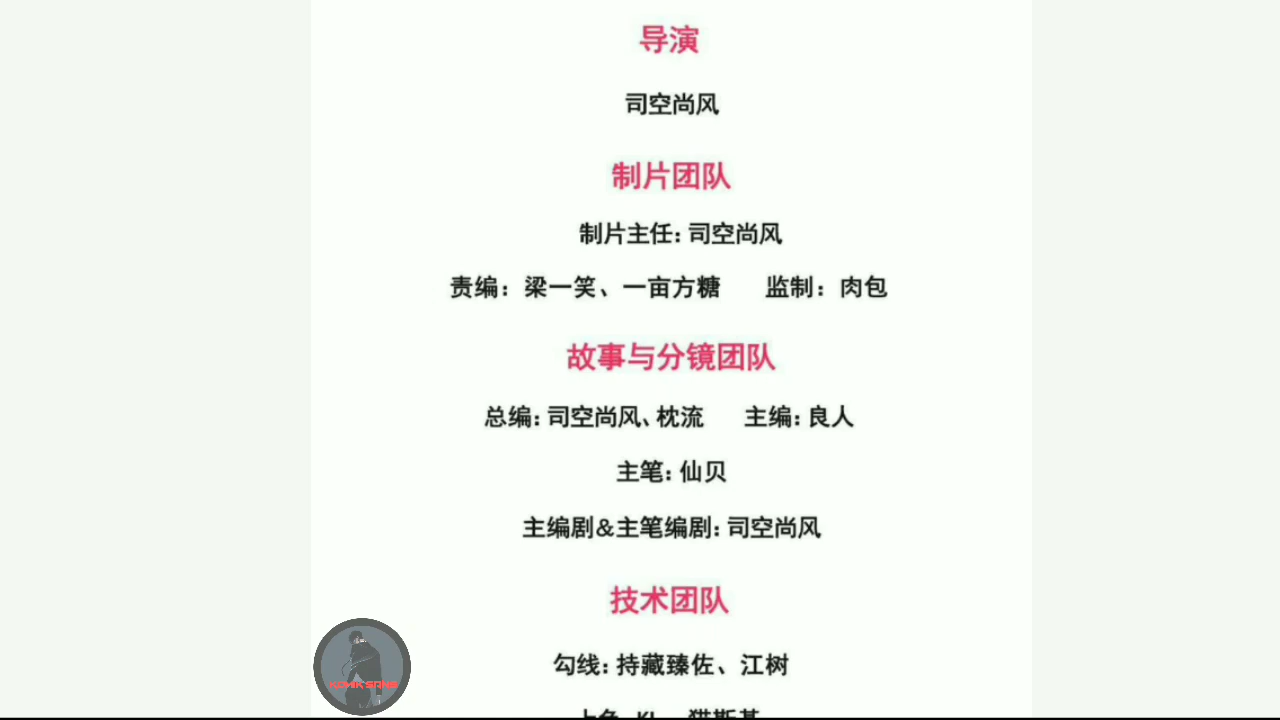 导演
司空尚风
制片团队
制片主任: 司空尚风
责编: 梁一笑、一亩方糖 监制: 肉包
故事与分镜团队
总编: 司空尚风、枕流 主编: 良人
主笔: 仙贝
主编剧&主笔编剧: 司空尚风
技术团队
勾线: 持藏臻佐、江树
KOMIK SANS